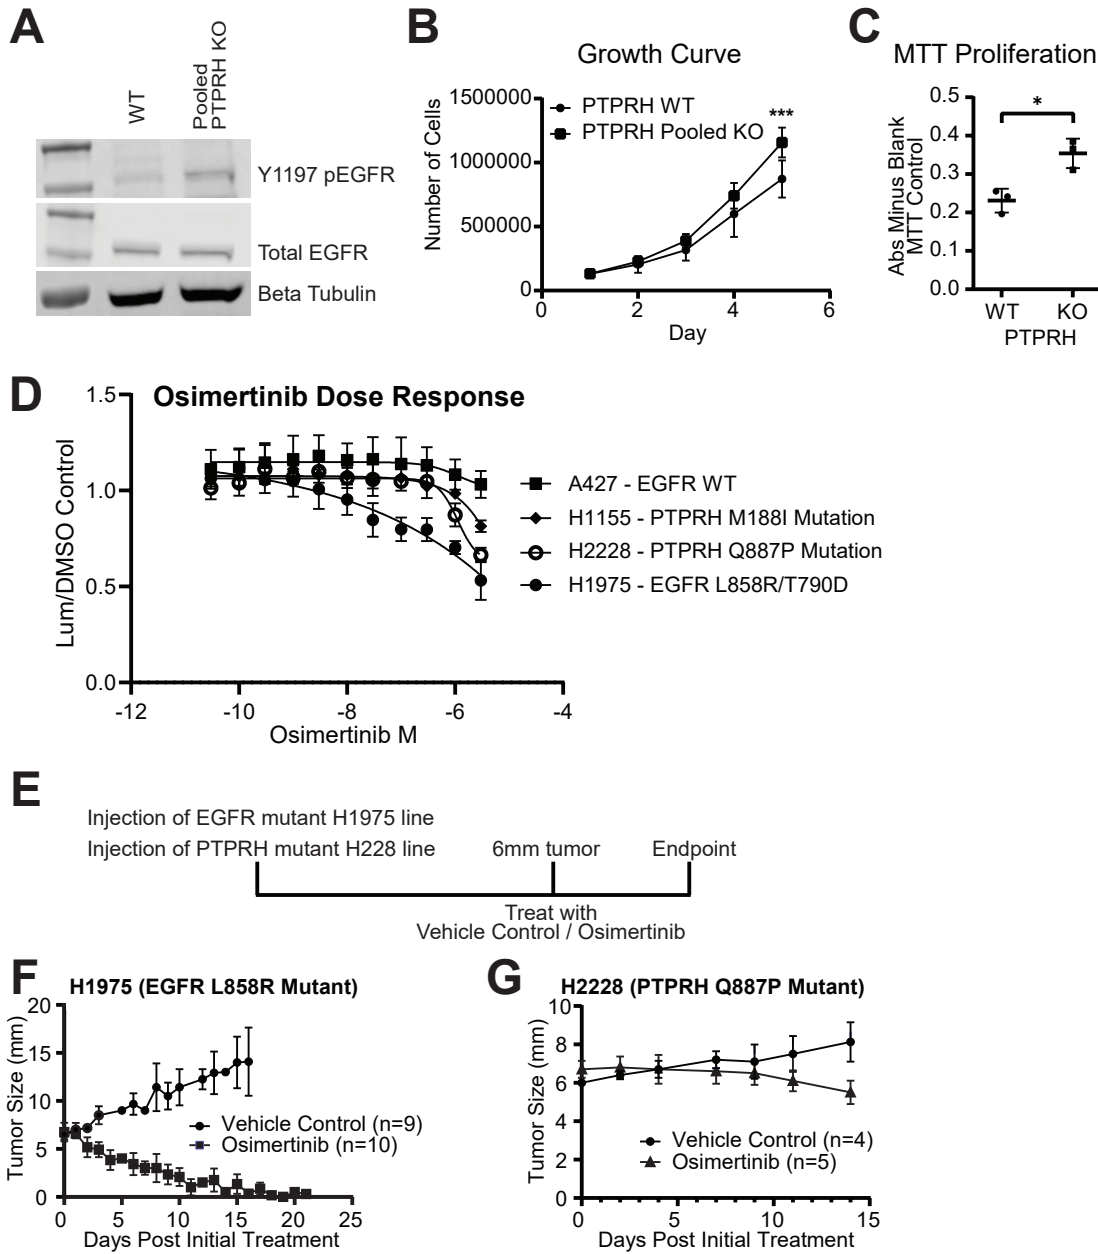 A
WT
Pooled
PTPRH KO
Y1197 pEGFR
Total EGFR
Beta Tubulin
B
Growth Curve
Number of Cells
1500000
1000000
500000
0
PTPRH WT
PTPRH Pooled KO
***
0 2 4 6
Day
C
MTT Proliferation
Abs Minus Blank
MTT Control
0.5
0.4
0.3
0.2
0.1
0.0
*
WT KO
PTPRH
D
Osimertinib Dose Response
Lum/DMSO Control
1.5
1.0
0.5
0.0
-12 -10 -8 -6 -4
Osimertinib M
A427 - EGFR WT
H1155 - PTPRH M188I Mutation
H2228 - PTPRH Q887P Mutation
H1975 - EGFR L858R/T790D
E
Injection of EGFR mutant H1975 line
Injection of PTPRH mutant H228 line
6mm tumor
Endpoint
Treat with
Vehicle Control / Osimertinib
F
H1975 (EGFR L858R Mutant)
Tumor Size (mm)
20
15
10
5
0
Vehicle Control (n=9)
Osimertinib (n=10)
0 5 10 15 20 25
Days Post Initial Treatment
G
H2228 (PTPRH Q887P Mutant)
Tumor Size (mm)
10
8
6
4
2
0
Vehicle Control (n=4)
Osimertinib (n=5)
0 5 10 15
Days Post Initial Treatment